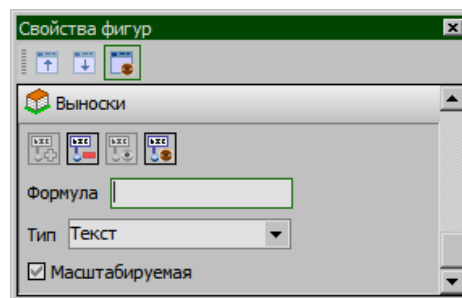 Свойства фигур
Выноски
Формула
Тип Текст
Масштабируемая